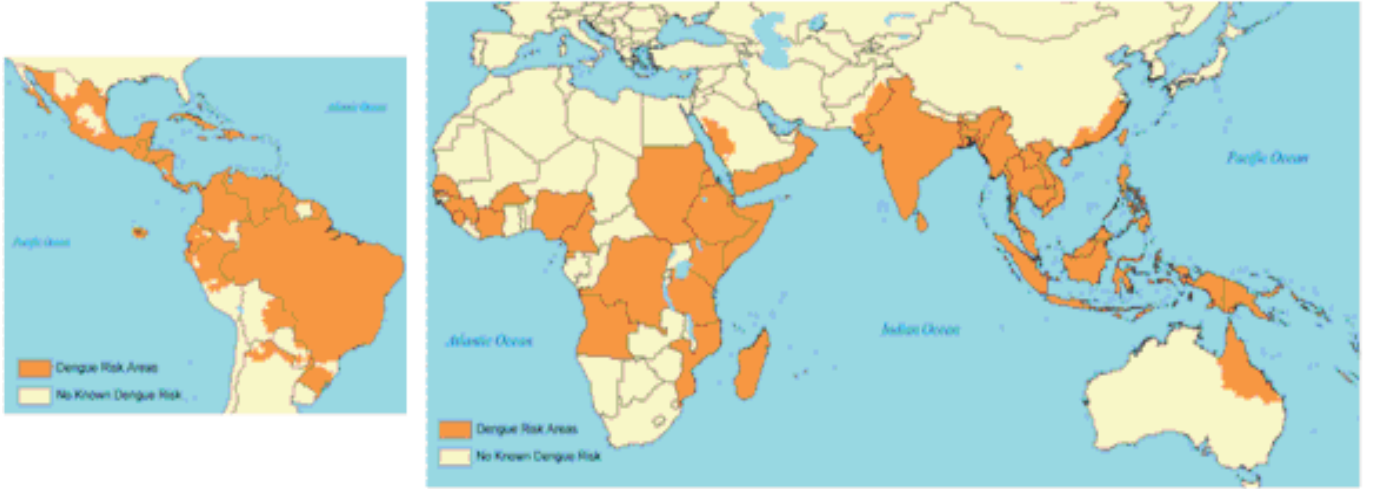 Atlantic Ocean
Pacific Ocean
Dengue Risk Areas
No Known Dengue Risk
Pacific Ocean
Indian Ocean
Atlantic Ocean
Dengue Risk Areas
No Known Dengue Risk